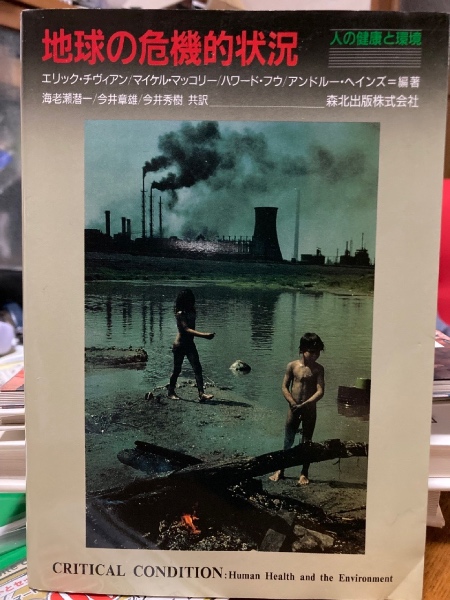 地球の危機的状況
人の健康と環境
エリック・チヴィアン/マイケル・マッコリー/ハワード・フウ/アンドルー・ヘインズ＝編著
海老瀬潜一/今井章雄/今井秀樹 共訳 森北出版株式会社
CRITICAL CONDITION: Human Health and the Environment